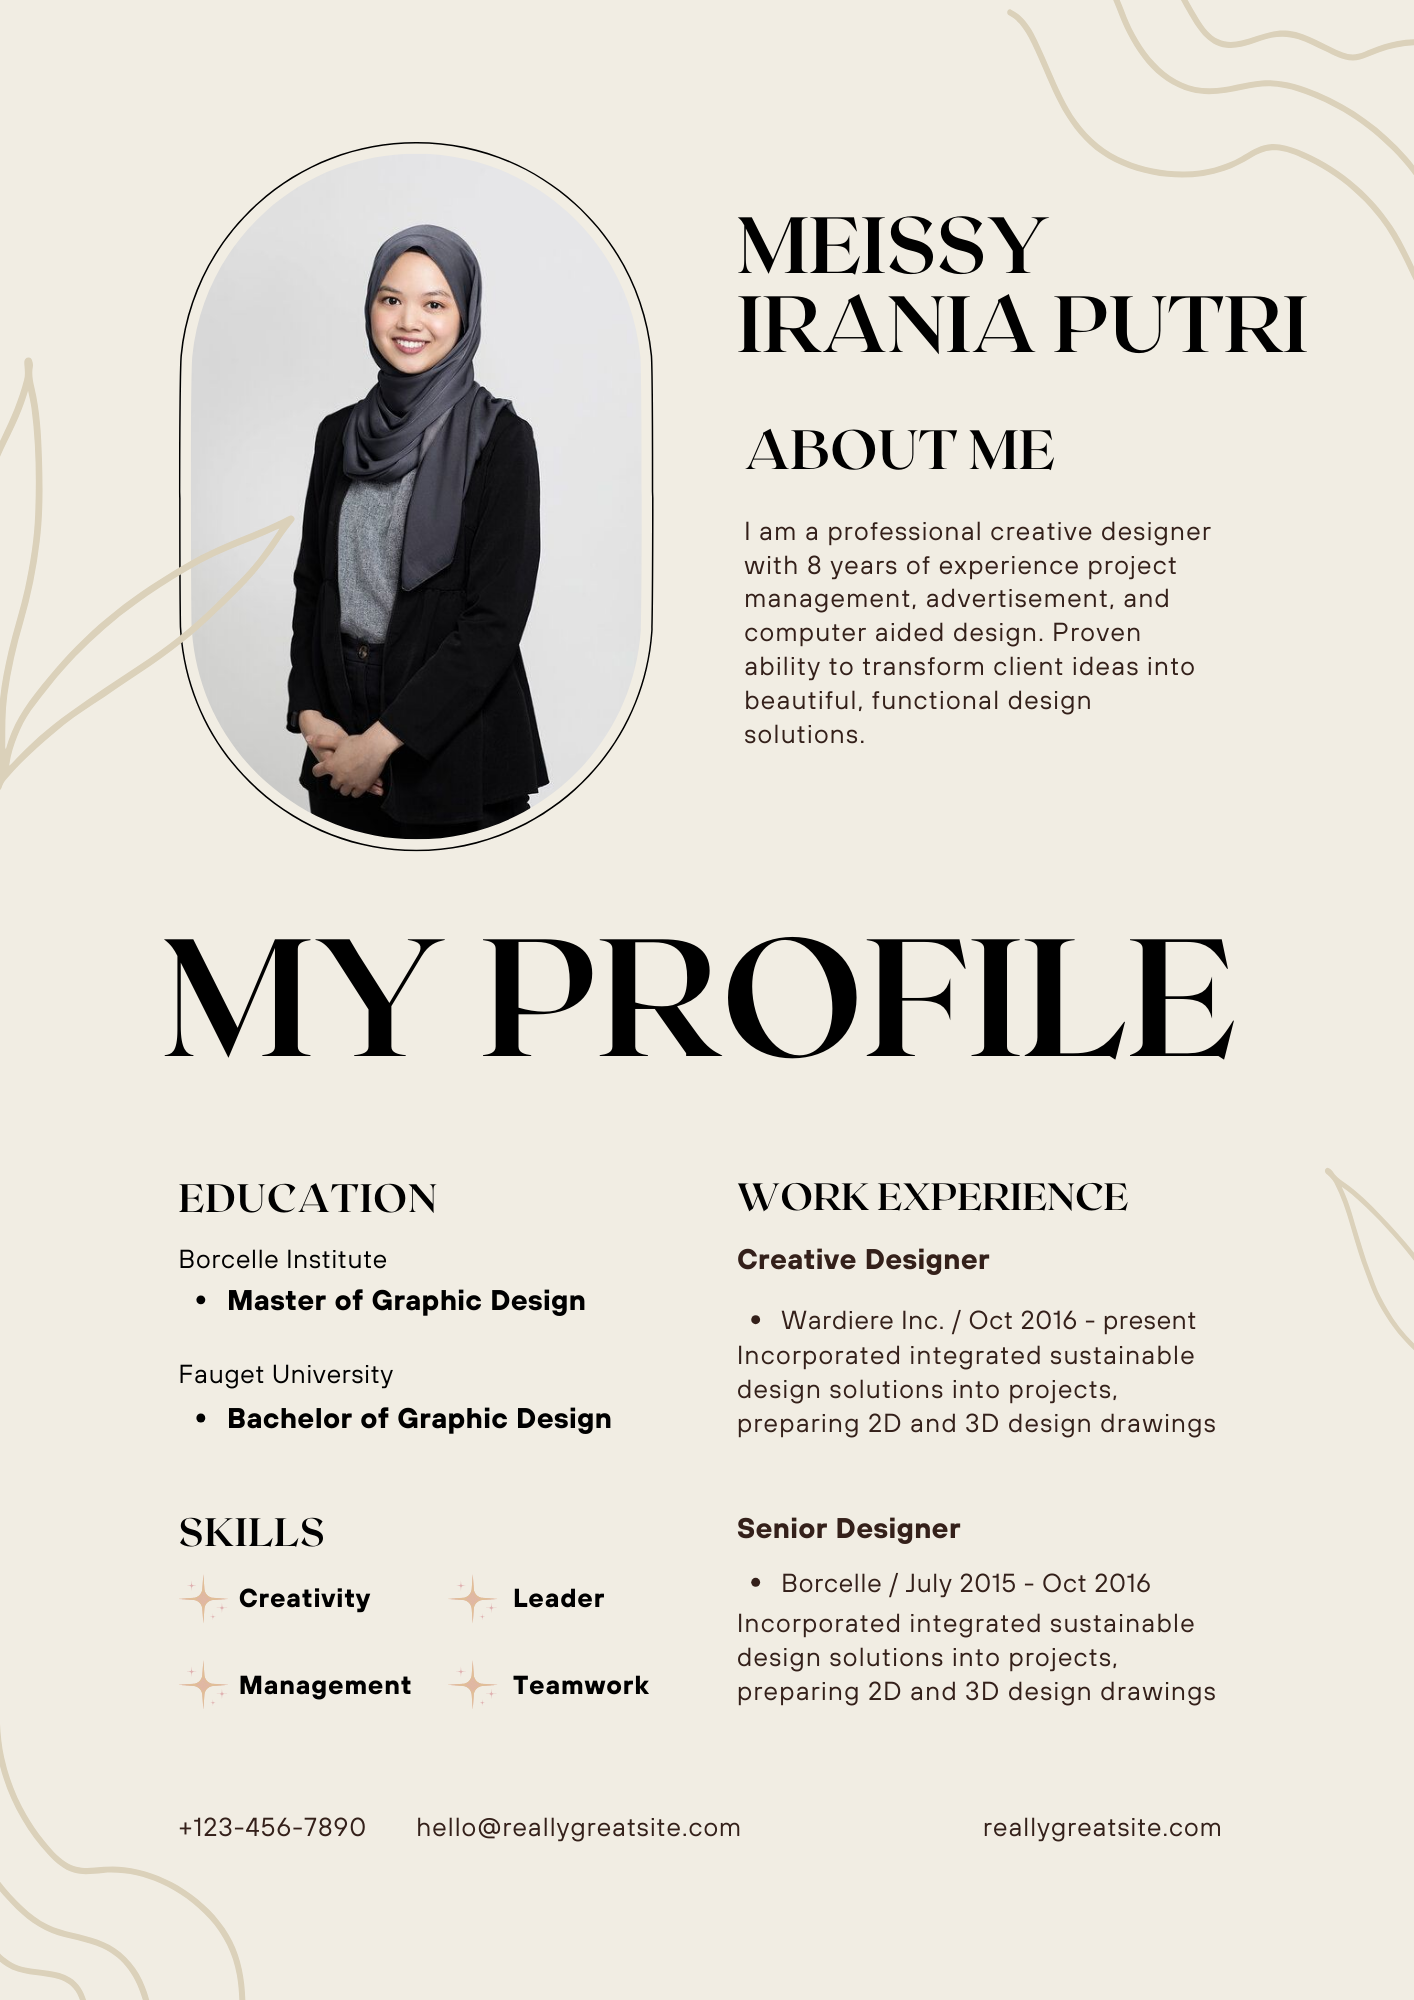 MEISSY
IRANIA PUTRI
ABOUT ME
I am a professional creative designer
with 8 years of experience project
management, advertisement, and
computer aided design. Proven
ability to transform client ideas into
beautiful, functional design
solutions.
MY PROFILE
EDUCATION
Borcelle Institute
• Master of Graphic Design
Fauget University
• Bachelor of Graphic Design
SKILLS
Creativity
Leader
Management
Teamwork
WORK EXPERIENCE
Creative Designer
• Wardiere Inc. / Oct 2016 - present
Incorporated integrated sustainable
design solutions into projects,
preparing 2D and 3D design drawings
Senior Designer
• Borcelle / July 2015 - Oct 2016
Incorporated integrated sustainable
design solutions into projects,
preparing 2D and 3D design drawings
+123-456-7890
hello@reallygreatsite.com
reallygreatsite.com